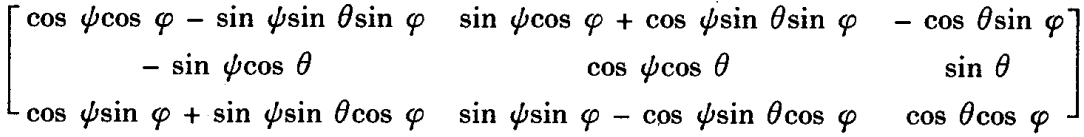 cos ψcos φ − sin ψsin θsin φ sin ψcos φ + cos ψsin θsin φ − cos θsin φ
− sin ψcos θ cos ψcos θ sin θ
cos ψsin φ + sin ψsin θcos φ sin ψsin φ − cos ψsin θcos φ cos θcos φ